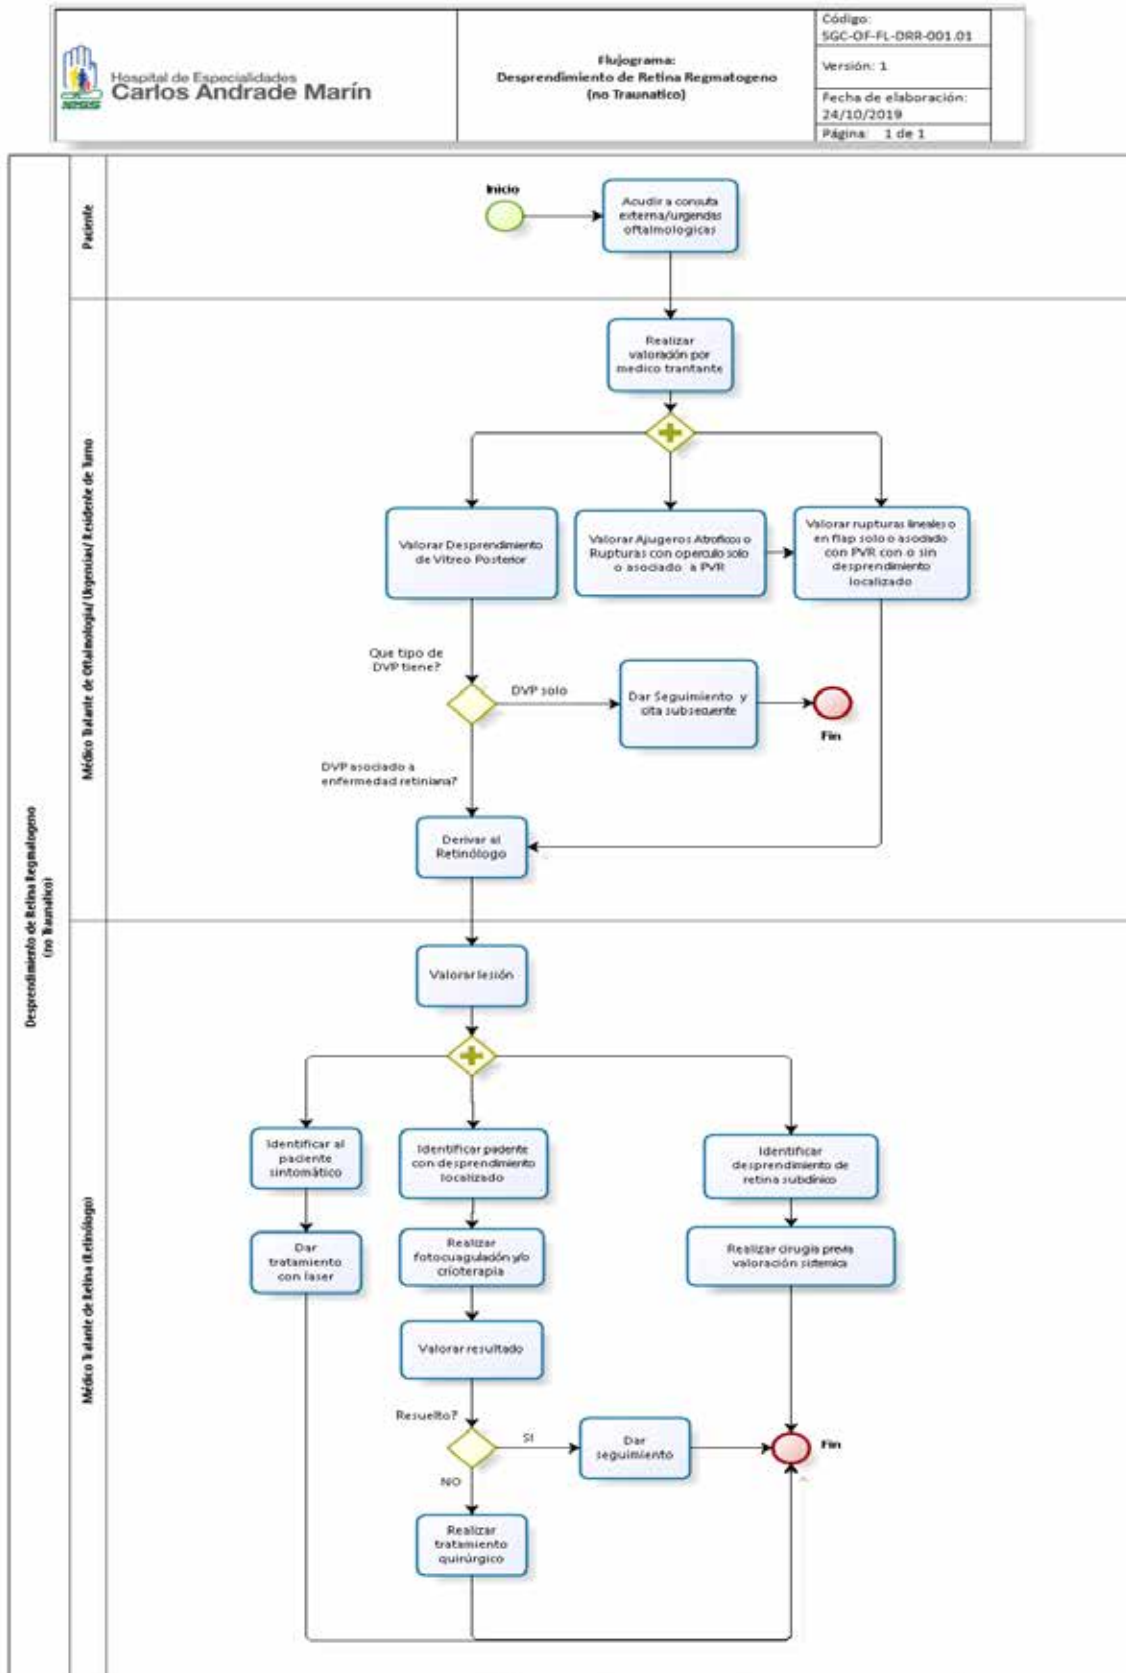 Hospital de Especialidades
Carlos Andrade Marín
Flujograma:
Desprendimiento de Retina Regmatogeno
(no Traunatico)
Código:
SGC-OF-FL-DRR-001.01
Versión: 1
Fecha de elaboración:
24/10/2019
Página: 1 de 1
Desprendimiento de Retina Regmatogeno
(no Traunatico)
Paciente
Inicio
Acudir a consulta
externa/urgencias
oftalmologicas
Médico Tratante de Oftalmología/ Urgencias/ Residente de Turno
Realizar
valoración por
medico trantante
Valorar Desprendimiento
de Vitreo Posterior
Valorar Ajugeros Atroficos o
Rupturas con operculo solo
o asociado a PVR
Valorar rupturas lineales o
en flap solo o asociado
con PVR con o sin
desprendimiento
localizado
Que tipo de
DVP tiene?
DVP solo
Dar Seguimiento y
cita subsecuente
Fin
DVP asociado a
enfermedad retiniana?
Derivar al
Retinólogo
Médico Tratante de Retina (Retinólogo)
Valorar lesión
Identificar al
paciente
sintomático
Identificar paciente
con desprendimiento
localizado
Identificar
desprendimiento de
retina subclínico
Dar
tratamiento
con laser
Realizar
fotocuagulación y/o
crioterapia
Realizar cirugía previa
valoración sistemica
Valorar resultado
Resuelto?
SI
Dar
seguimiento
Fin
NO
Realizar
tratamiento
quirúrgico